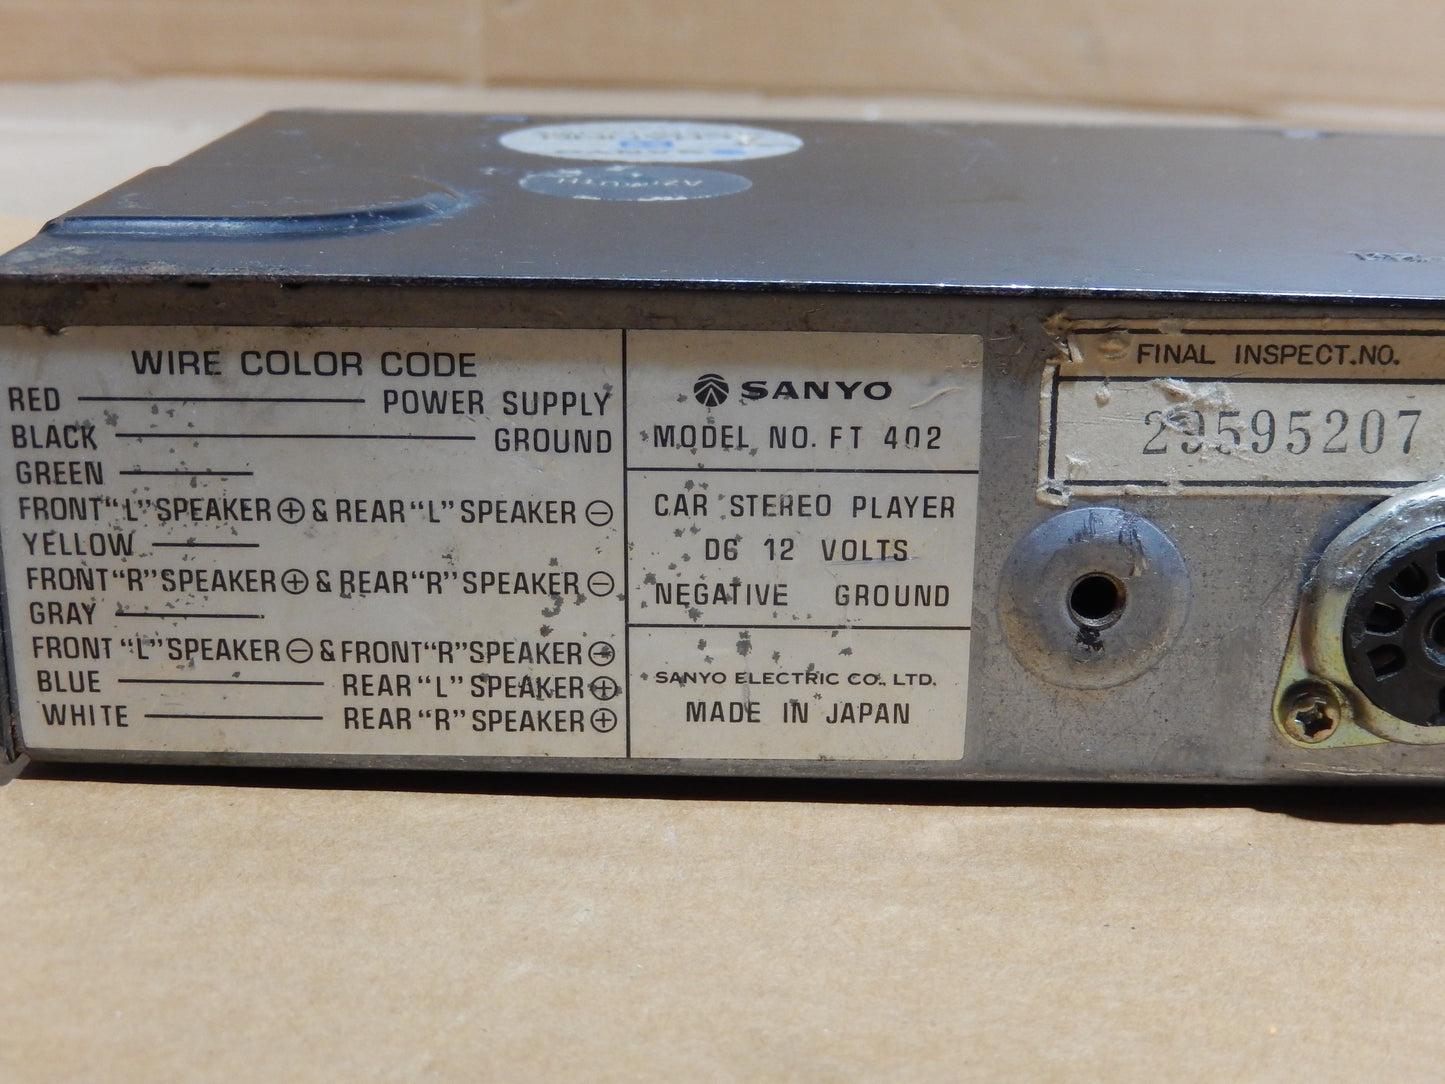 WIRE COLOR CODE
RED POWER SUPPLY
BLACK GROUND
GREEN
FRONT "L" SPEAKER ⊕ & REAR "L" SPEAKER ⊖
YELLOW
FRONT "R" SPEAKER ⊕ & REAR "R" SPEAKER ⊖
GRAY
FRONT "L" SPEAKER ⊖ & FRONT "R" SPEAKER ⊖
BLUE REAR "L" SPEAKER ⊕
WHITE REAR "R" SPEAKER ⊕
SANYO
MODEL NO. FT 402
CAR STEREO PLAYER
DC 12 VOLTS
NEGATIVE GROUND
SANYO ELECTRIC CO., LTD.
MADE IN JAPAN
FINAL INSPECT. NO.
29595207